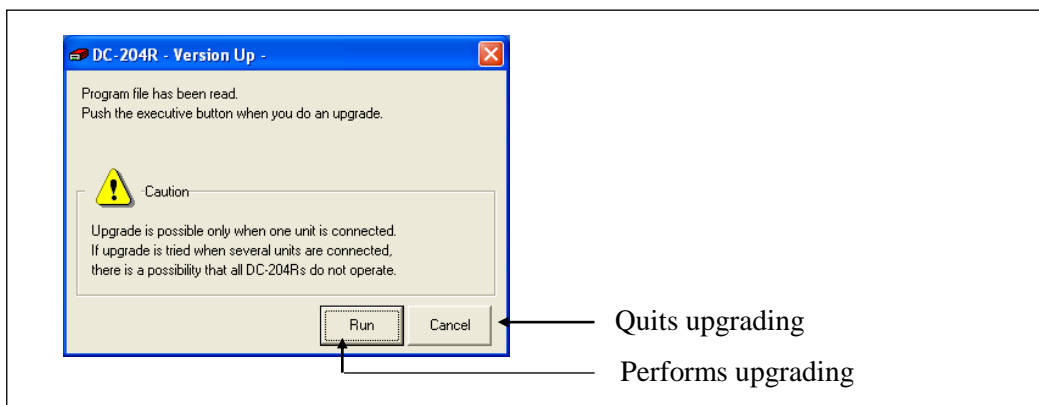 DC-204R - Version Up -
Program file has been read.
Push the executive button when you do an upgrade.
Caution
Upgrade is possible only when one unit is connected.
If upgrade is tried when several units are connected,
there is a possibility that all DC-204Rs do not operate.
Run
Cancel
Quits upgrading
Performs upgrading